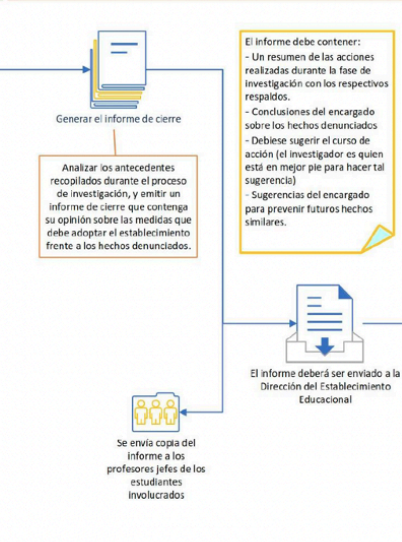 Generar el informe de cierre
Analizar los antecedentes
recopilados durante el proceso
de investigación, y emitir un
informe de cierre que contenga
su opinión sobre las medidas que
debe adoptar el establecimiento
frente a los hechos denunciados.
El informe debe contener:
- Un resumen de las acciones
realizadas durante la fase de
investigación con los respectivos
respaldos.
- Conclusiones del encargado
sobre los hechos denunciados
- Debiese sugerir el curso de
acción (el investigador es quien
está en mejor pie para hacer tal
sugerencia)
- Sugerencias del encargado
para prevenir futuros hechos
similares.
El informe deberá ser enviado a la
Dirección del Establecimiento
Educacional
Se envía copia del
informe a los
profesores jefes de los
estudiantes
involucrados